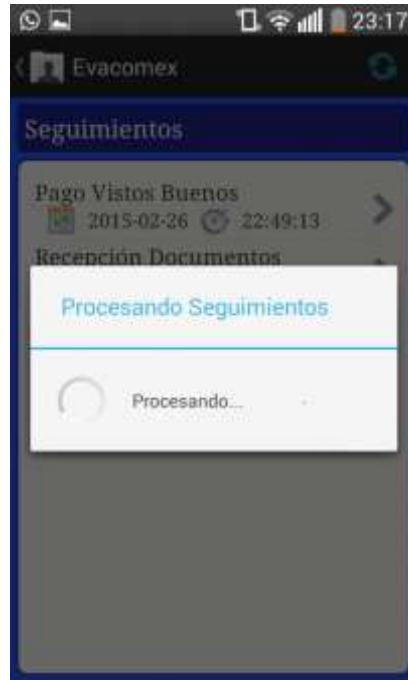 23:17
Evacomex
Seguimientos
Pago Vistos Buenos
2015-02-26 22:49:13
Recepción Documentos
Procesando Seguimientos
Procesando...